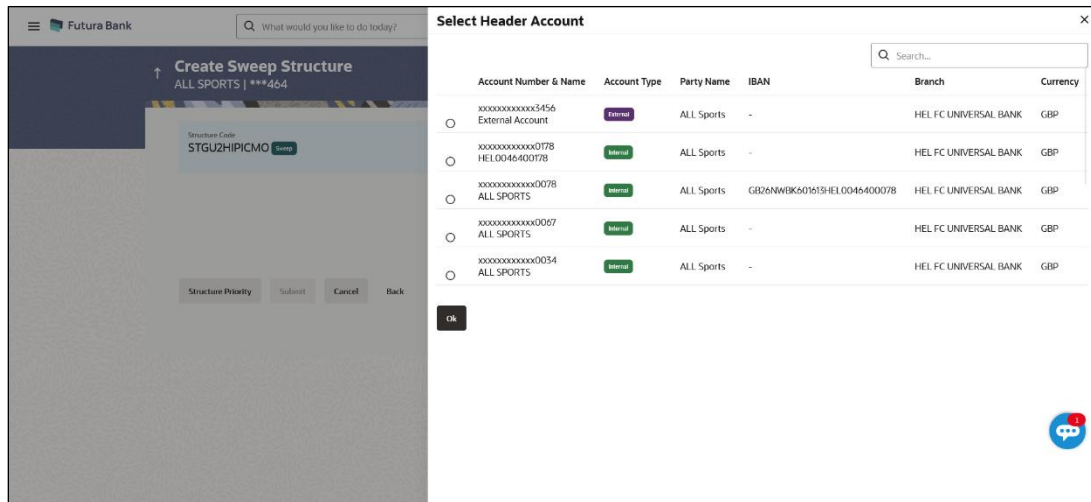 Futura Bank
What would you like to do today?
Create Sweep Structure
ALL SPORTS | ***464
Structure Code
STGU2HIPICMO Sweep
Structure Priority Submit Cancel Back
Select Header Account
Search...
Account Number & Name Account Type Party Name IBAN Branch Currency
xxxxxxxxxxxx3456
External Account External ALL Sports - HEL FC UNIVERSAL BANK GBP
xxxxxxxxxxxx0178
HEL0046400178 Internal ALL Sports - HEL FC UNIVERSAL BANK GBP
xxxxxxxxxxxx0078
ALL SPORTS Internal ALL Sports GB26NWBK601613HEL0046400078 HEL FC UNIVERSAL BANK GBP
xxxxxxxxxxxx0067
ALL SPORTS Internal ALL Sports - HEL FC UNIVERSAL BANK GBP
xxxxxxxxxxxx0034
ALL SPORTS Internal ALL Sports - HEL FC UNIVERSAL BANK GBP
Ok
1